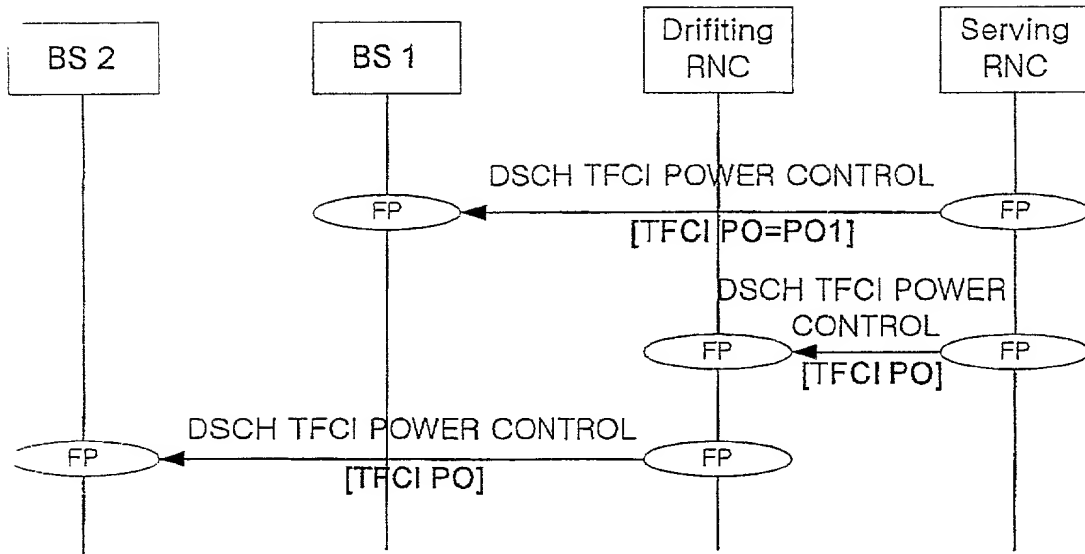 BS 2
BS 1
Drifiting
RNC
Serving
RNC
DSCH TFCI POWER CONTROL
FP
FP
[TFCI PO=PO1]
DSCH TFCI POWER
CONTROL
FP
FP
[TFCI PO]
DSCH TFCI POWER CONTROL
FP
FP
[TFCI PO]